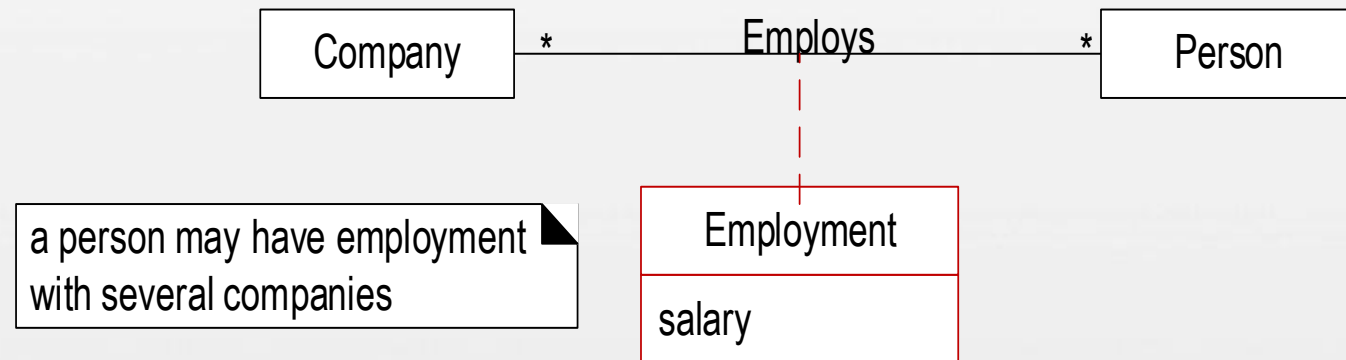 Company * Employs * Person
a person may have employment
with several companies
Employment
salary